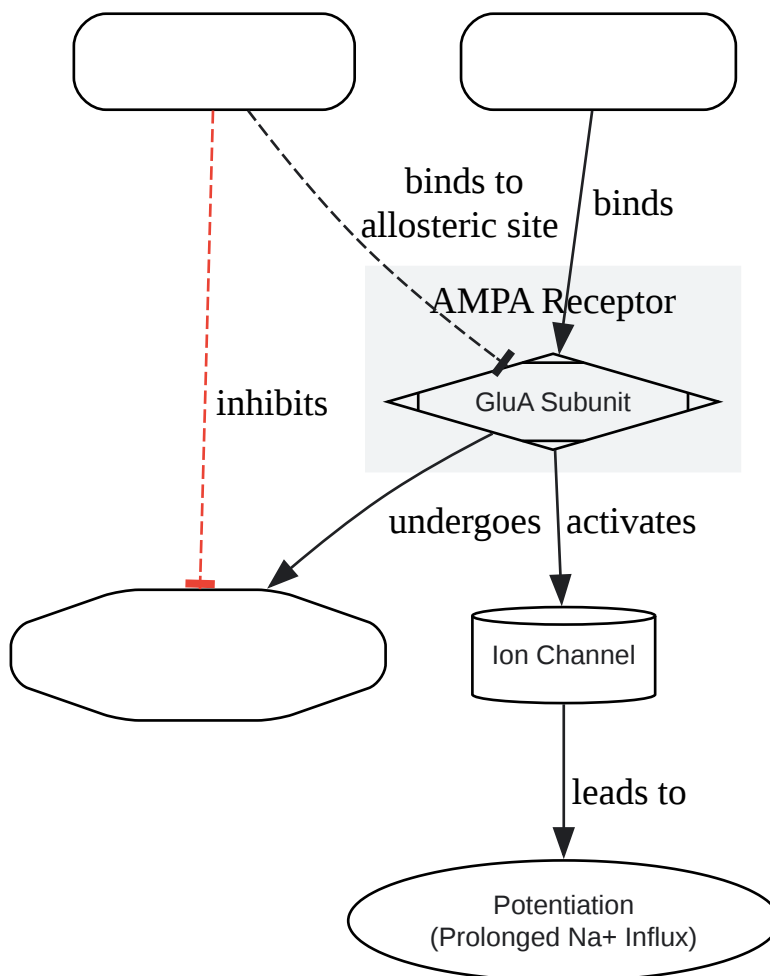 binds to
allosteric site
binds
AMPA Receptor
GluA Subunit
inhibits
undergoes
activates
Ion Channel
leads to
Potentiation
(Prolonged Na+ Influx)